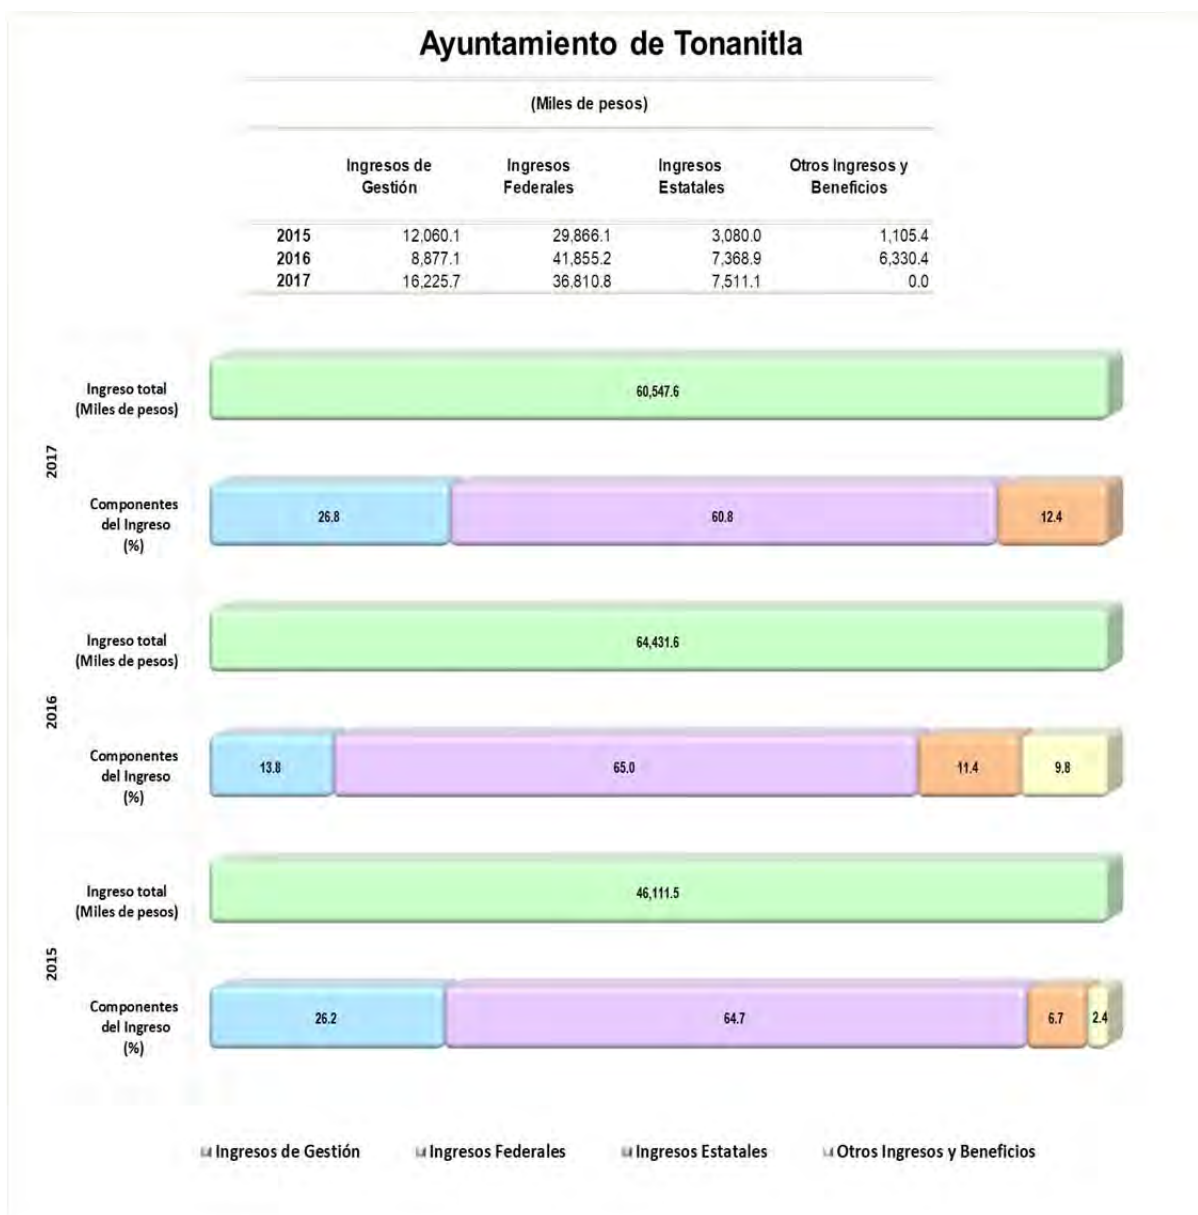 Ayuntamiento de Tonanitla
(Miles de pesos)
Ingresos de Gestión Ingresos Federales Ingresos Estatales Otros Ingresos y Beneficios
2015 12,060.1 29,866.1 3,080.0 1,105.4
2016 8,877.1 41,855.2 7,368.9 6,330.4
2017 16,225.7 36,810.8 7,511.1 0.0
2017
Ingreso total
(Miles de pesos)
60,547.6
Componentes
del Ingreso
(%)
26.8 60.8 12.4
2016
Ingreso total
(Miles de pesos)
64,431.6
Componentes
del Ingreso
(%)
13.8 65.0 11.4 9.8
2015
Ingreso total
(Miles de pesos)
46,111.5
Componentes
del Ingreso
(%)
26.2 64.7 6.7 2.4
Ingresos de Gestión Ingresos Federales Ingresos Estatales Otros Ingresos y Beneficios